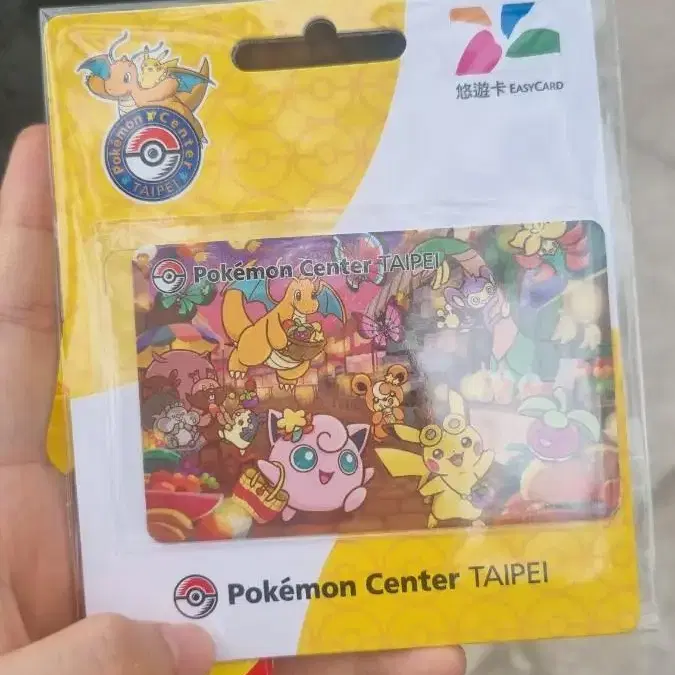 Pokémon Center
TAIPEI
悠遊卡 EASYCARD
Pokémon Center TAIPEI
Pokémon Center TAIPEI